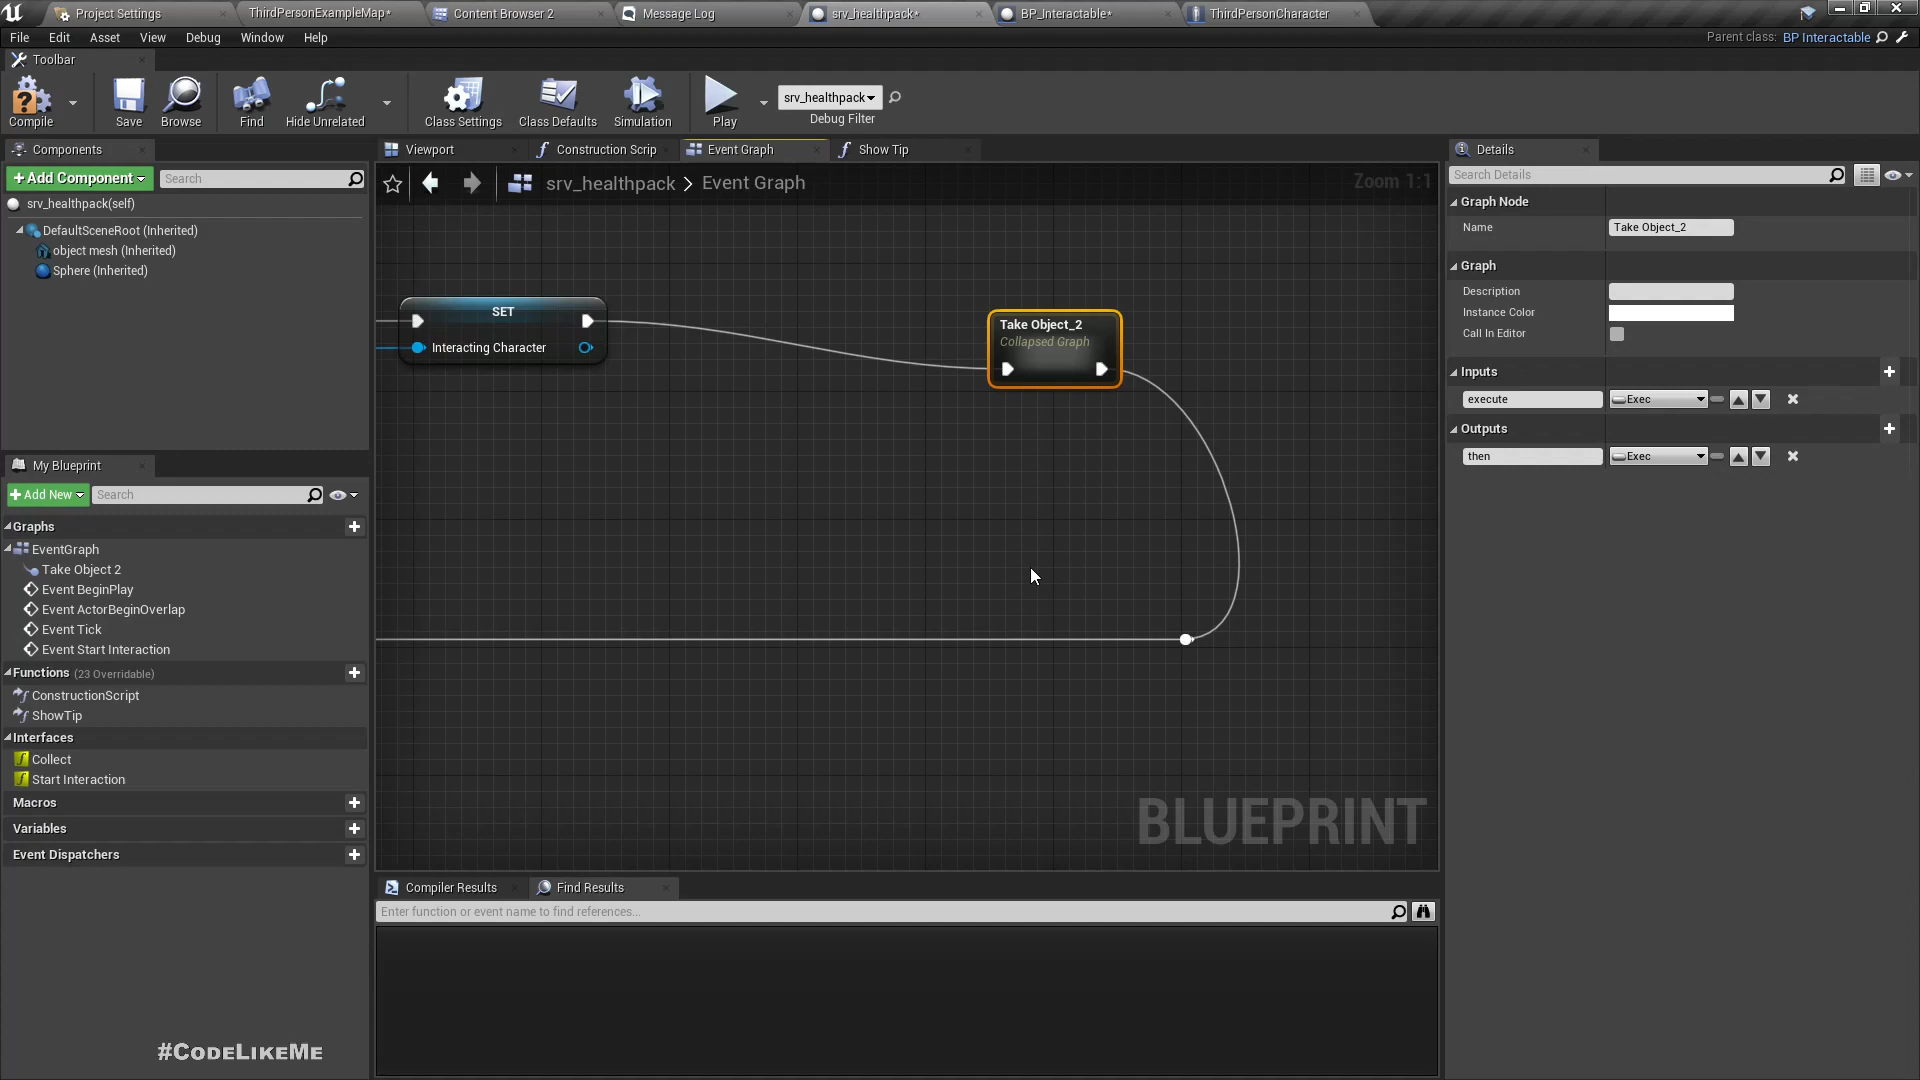 Project Settings
ThirdPersonExampleMap*
Content Browser 2
Message Log
srv_healthpack*
BP_Interactable*
ThirdPersonCharacter
File
Edit
Asset
View
Debug
Window
Help
Parent class:
BP Interactable
Toolbar
Compile
Save
Browse
Find
Hide Unrelated
Class Settings
Class Defaults
Simulation
Play
srv_healthpack
Debug Filter
Components
+Add Component
Search
srv_healthpack(self)
DefaultSceneRoot (Inherited)
object mesh (Inherited)
Sphere (Inherited)
My Blueprint
+Add New
Search
Graphs
EventGraph
Take Object 2
Event BeginPlay
Event ActorBeginOverlap
Event Tick
Event Start Interaction
Functions (23 Overridable)
ConstructionScript
ShowTip
Interfaces
Collect
Start Interaction
Macros
Variables
Event Dispatchers
#CodeLikeMe
Viewport
Construction Scrip
Event Graph
Show Tip
srv_healthpack > Event Graph
Zoom 1:1
SET
Interacting Character
Take Object_2
Collapsed Graph
BLUEPRINT
Compiler Results
Find Results
Enter function or event name to find references...
Details
Search Details
Graph Node
Name
Take Object_2
Graph
Description
Instance Color
Call In Editor
Inputs
execute
Exec
Outputs
then
Exec